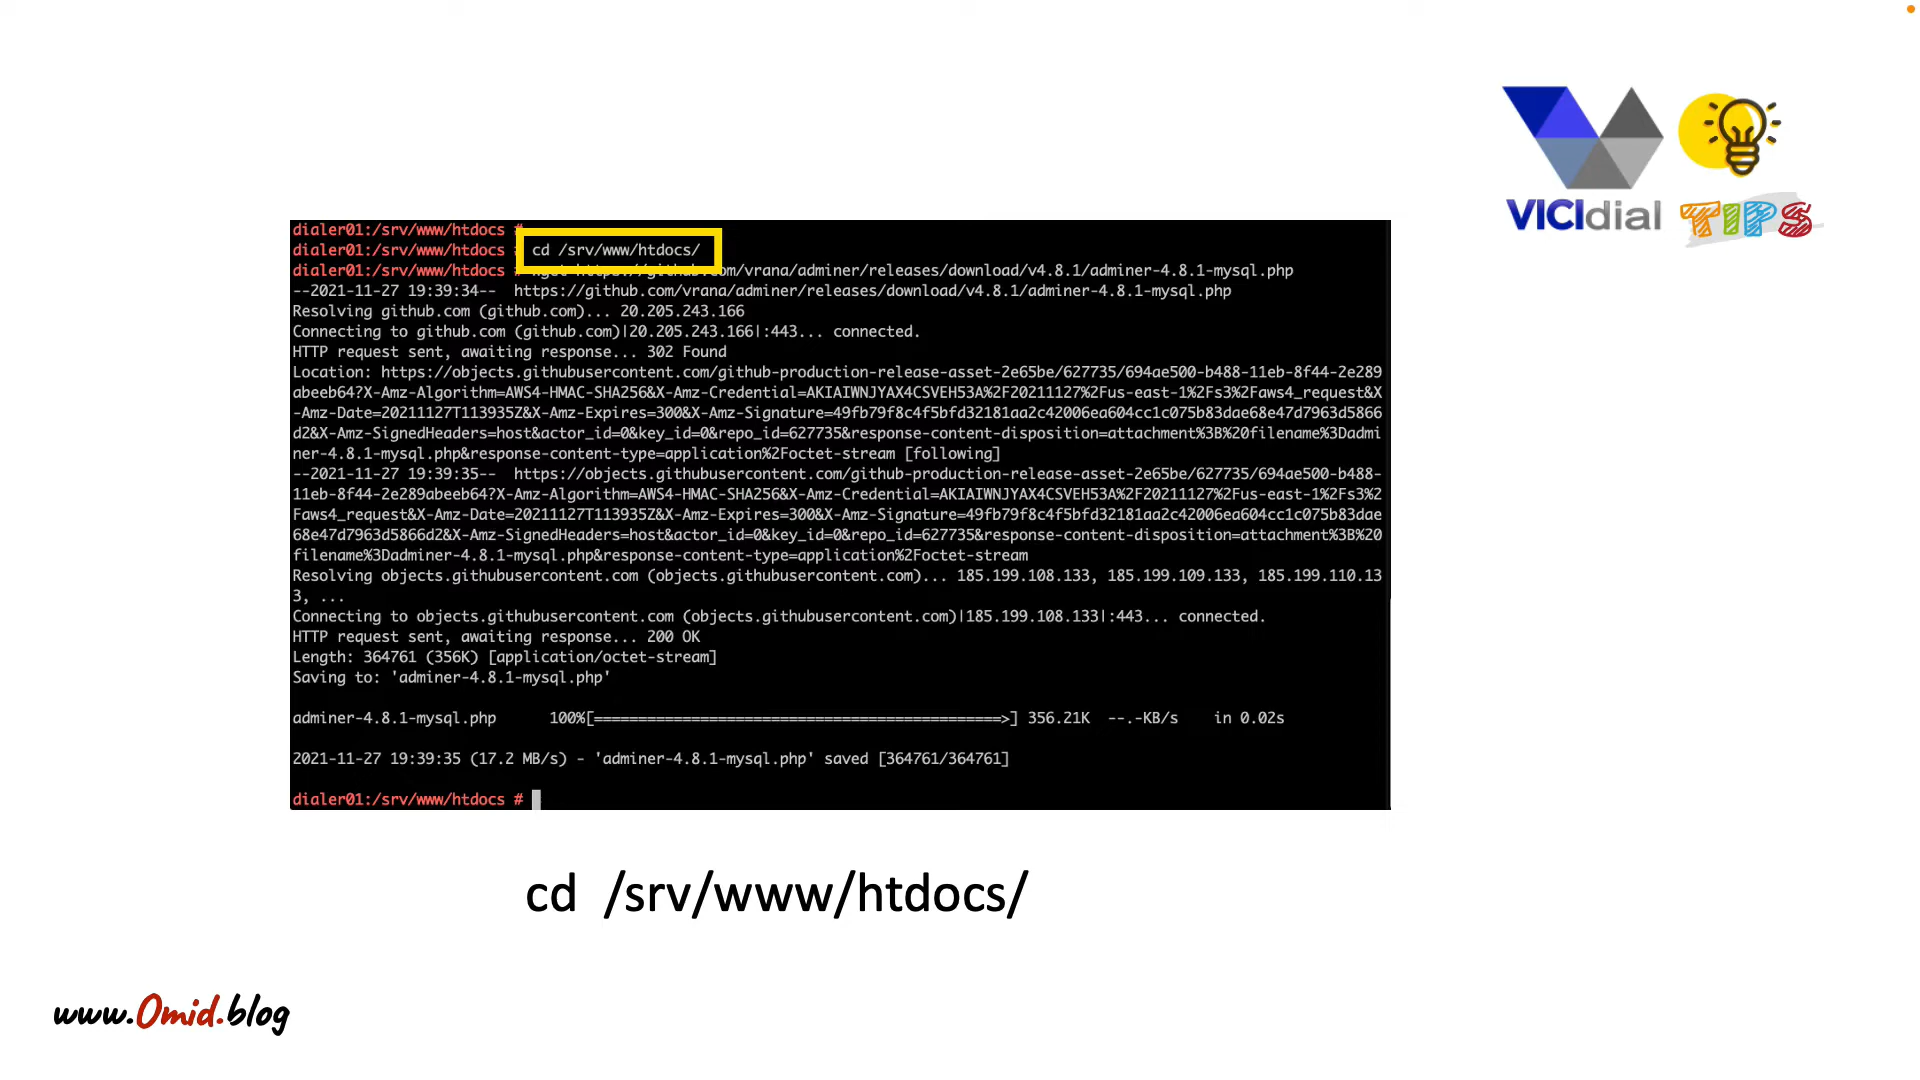 VICIdial TIPS
dialer01:/srv/www/htdocs #
dialer01:/srv/www/htdocs # cd /srv/www/htdocs/
dialer01:/srv/www/htdocs # wget https://github.com/vrana/adminer/releases/download/v4.8.1/adminer-4.8.1-mysql.php
--2021-11-27 19:39:34--  https://github.com/vrana/adminer/releases/download/v4.8.1/adminer-4.8.1-mysql.php
Resolving github.com (github.com)... 20.205.243.166
Connecting to github.com (github.com)|20.205.243.166|:443... connected.
HTTP request sent, awaiting response... 302 Found
Location: https://objects.githubusercontent.com/github-production-release-asset-2e65be/627735/694ae500-b488-11eb-8f44-2e289
abeeb64?X-Amz-Algorithm=AWS4-HMAC-SHA256&X-Amz-Credential=AKIAIWNJYAX4CSVEH53A%2F20211127%2Fus-east-1%2Fs3%2Faws4_request&X
-Amz-Date=20211127T113935Z&X-Amz-Expires=300&X-Amz-Signature=49fb79f8c4f5bfd32181aa2c42006ea604cc1c075b83dae68e47d7963d5866
d2&X-Amz-SignedHeaders=host&actor_id=0&key_id=0&repo_id=627735&response-content-disposition=attachment%3B%20filename%3Dadmi
ner-4.8.1-mysql.php&response-content-type=application%2Foctet-stream [following]
--2021-11-27 19:39:35--  https://objects.githubusercontent.com/github-production-release-asset-2e65be/627735/694ae500-b488-
11eb-8f44-2e289abeeb64?X-Amz-Algorithm=AWS4-HMAC-SHA256&X-Amz-Credential=AKIAIWNJYAX4CSVEH53A%2F20211127%2Fus-east-1%2Fs3%2
Faws4_request&X-Amz-Date=20211127T113935Z&X-Amz-Expires=300&X-Amz-Signature=49fb79f8c4f5bfd32181aa2c42006ea604cc1c075b83dae
68e47d7963d5866d2&X-Amz-SignedHeaders=host&actor_id=0&key_id=0&repo_id=627735&response-content-disposition=attachment%3B%20
filename%3Dadminer-4.8.1-mysql.php&response-content-type=application%2Foctet-stream
Resolving objects.githubusercontent.com (objects.githubusercontent.com)... 185.199.108.133, 185.199.109.133, 185.199.110.13
3, ...
Connecting to objects.githubusercontent.com (objects.githubusercontent.com)|185.199.108.133|:443... connected.
HTTP request sent, awaiting response... 200 OK
Length: 364761 (356K) [application/octet-stream]
Saving to: 'adminer-4.8.1-mysql.php'
adminer-4.8.1-mysql.php      100%[==============================================>] 356.21K  --.-KB/s    in 0.02s
2021-11-27 19:39:35 (17.2 MB/s) - 'adminer-4.8.1-mysql.php' saved [364761/364761]
dialer01:/srv/www/htdocs #
cd  /srv/www/htdocs/
www.Omid.blog